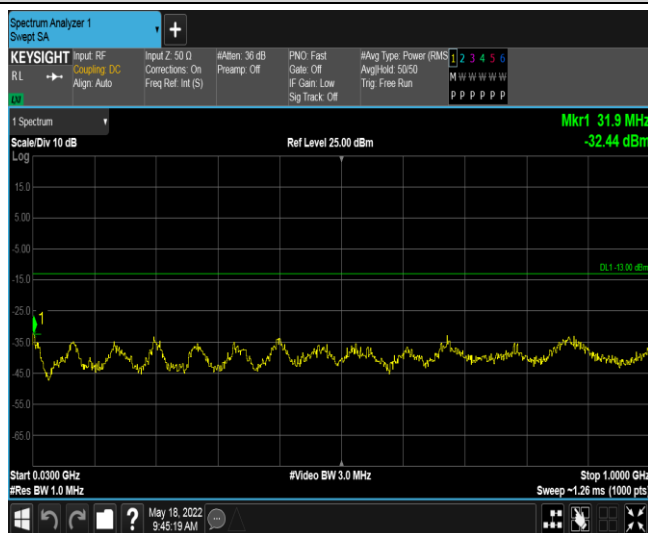 Spectrum Analyzer 1
Swept SA
+
KEYSIGHT
RL
LW
Input: RF
Coupling: DC
Align: Auto
Input Z: 50 Ω
Corrections: On
Freq Ref: Int (S)
#Atten: 36 dB
Preamp: Off
PNO: Fast
Gate: Off
IF Gain: Low
Sig Track: Off
#Avg Type: Power (RMS
Avg|Hold: 50/50
Trig: Free Run
1 2 3 4 5 6
M W W W W W
P P P P P P
1 Spectrum
Scale/Div 10 dB
Ref Level 25.00 dBm
Mkr1 31.9 MHz
-32.44 dBm
Log
15.0
5.00
-5.00
-15.0
-25.0
-35.0
-45.0
-55.0
-65.0
DL1 -13.00 dBm
1
Start 0.0300 GHz
#Res BW 1.0 MHz
#Video BW 3.0 MHz
Stop 1.0000 GHz
Sweep ~1.26 ms (1000 pts)
?
May 18, 2022
9:45:19 AM